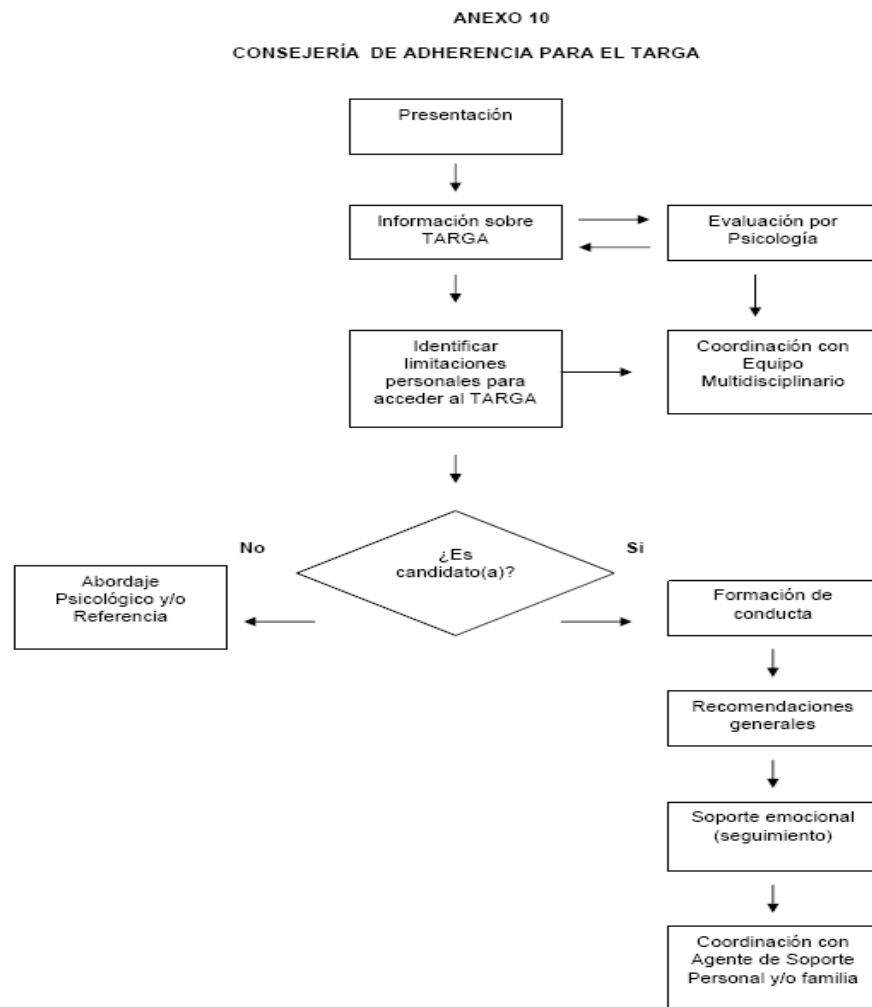 ANEXO 10
CONSEJERÍA DE ADHERENCIA PARA EL TARGA
Presentación
Información sobre
TARGA
Evaluación por
Psicología
Identificar
limitaciones
personales para
acceder al TARGA
Coordinación con
Equipo
Multidisciplinario
¿Es
candidato(a)?
No
Si
Abordaje
Psicológico y/o
Referencia
Formación de
conducta
Recomendaciones
generales
Soporte emocional
(seguimiento)
Coordinación con
Agente de Soporte
Personal y/o familia